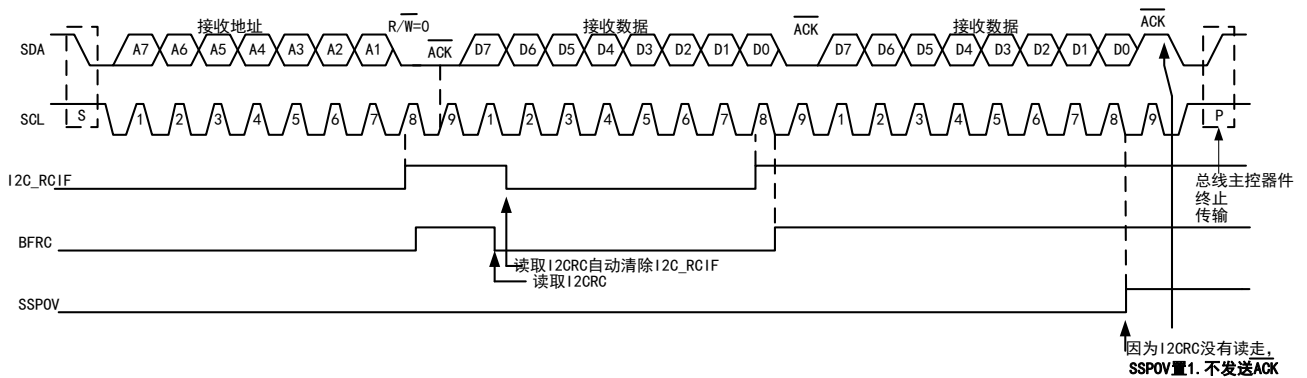 接收地址 R/W=0 接收数据 ACK 接收数据 ACK
SDA A7 A6 A5 A4 A3 A2 A1 ACK D7 D6 D5 D4 D3 D2 D1 D0 D7 D6 D5 D4 D3 D2 D1 D0
SCL S 1 2 3 4 5 6 7 8 9 1 2 3 4 5 6 7 8 9 1 2 3 4 5 6 7 8 9 P
I2C_RCIF
总线主控器件
终止
传输
BFRC
读取I2CRC自动清除I2C_RCIF
读取I2CRC
SSPOV
因为I2CRC没有读走,
SSPOV置1.不发送ACK